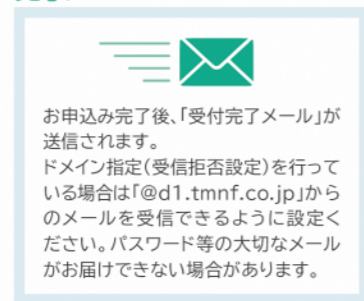 お申込み完了後、「受付完了メール」が
送信されます。
ドメイン指定(受信拒否設定)を行って
いる場合は「@d1.tmnf.co.jp」から
のメールを受信できるように設定く
ださい。パスワード等の大切なメール
がお届けできない場合があります。